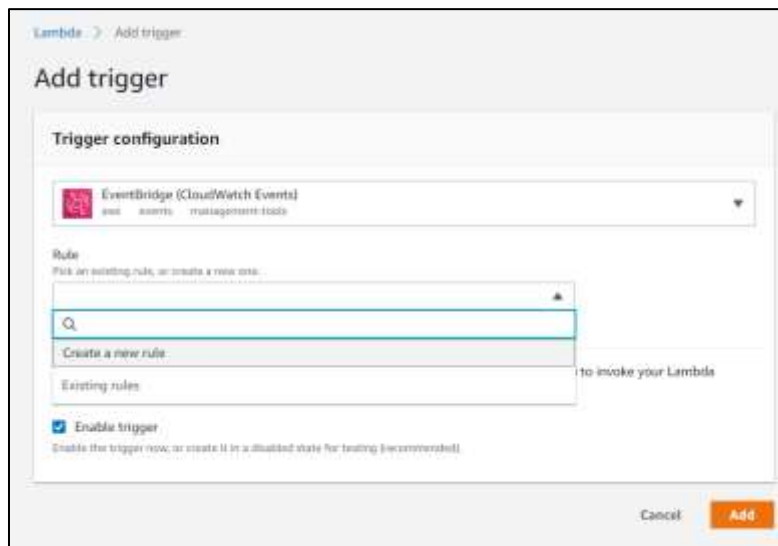 Lambda > Add trigger
Add trigger
Trigger configuration
EventBridge (CloudWatch Events)
aws events management-tools
Rule
Pick an existing rule, or create a new one.
Create a new rule
Existing rules
to invoke your Lambda
Enable trigger
Enable the trigger now, or create it in a disabled state for testing (recommended).
Cancel
Add